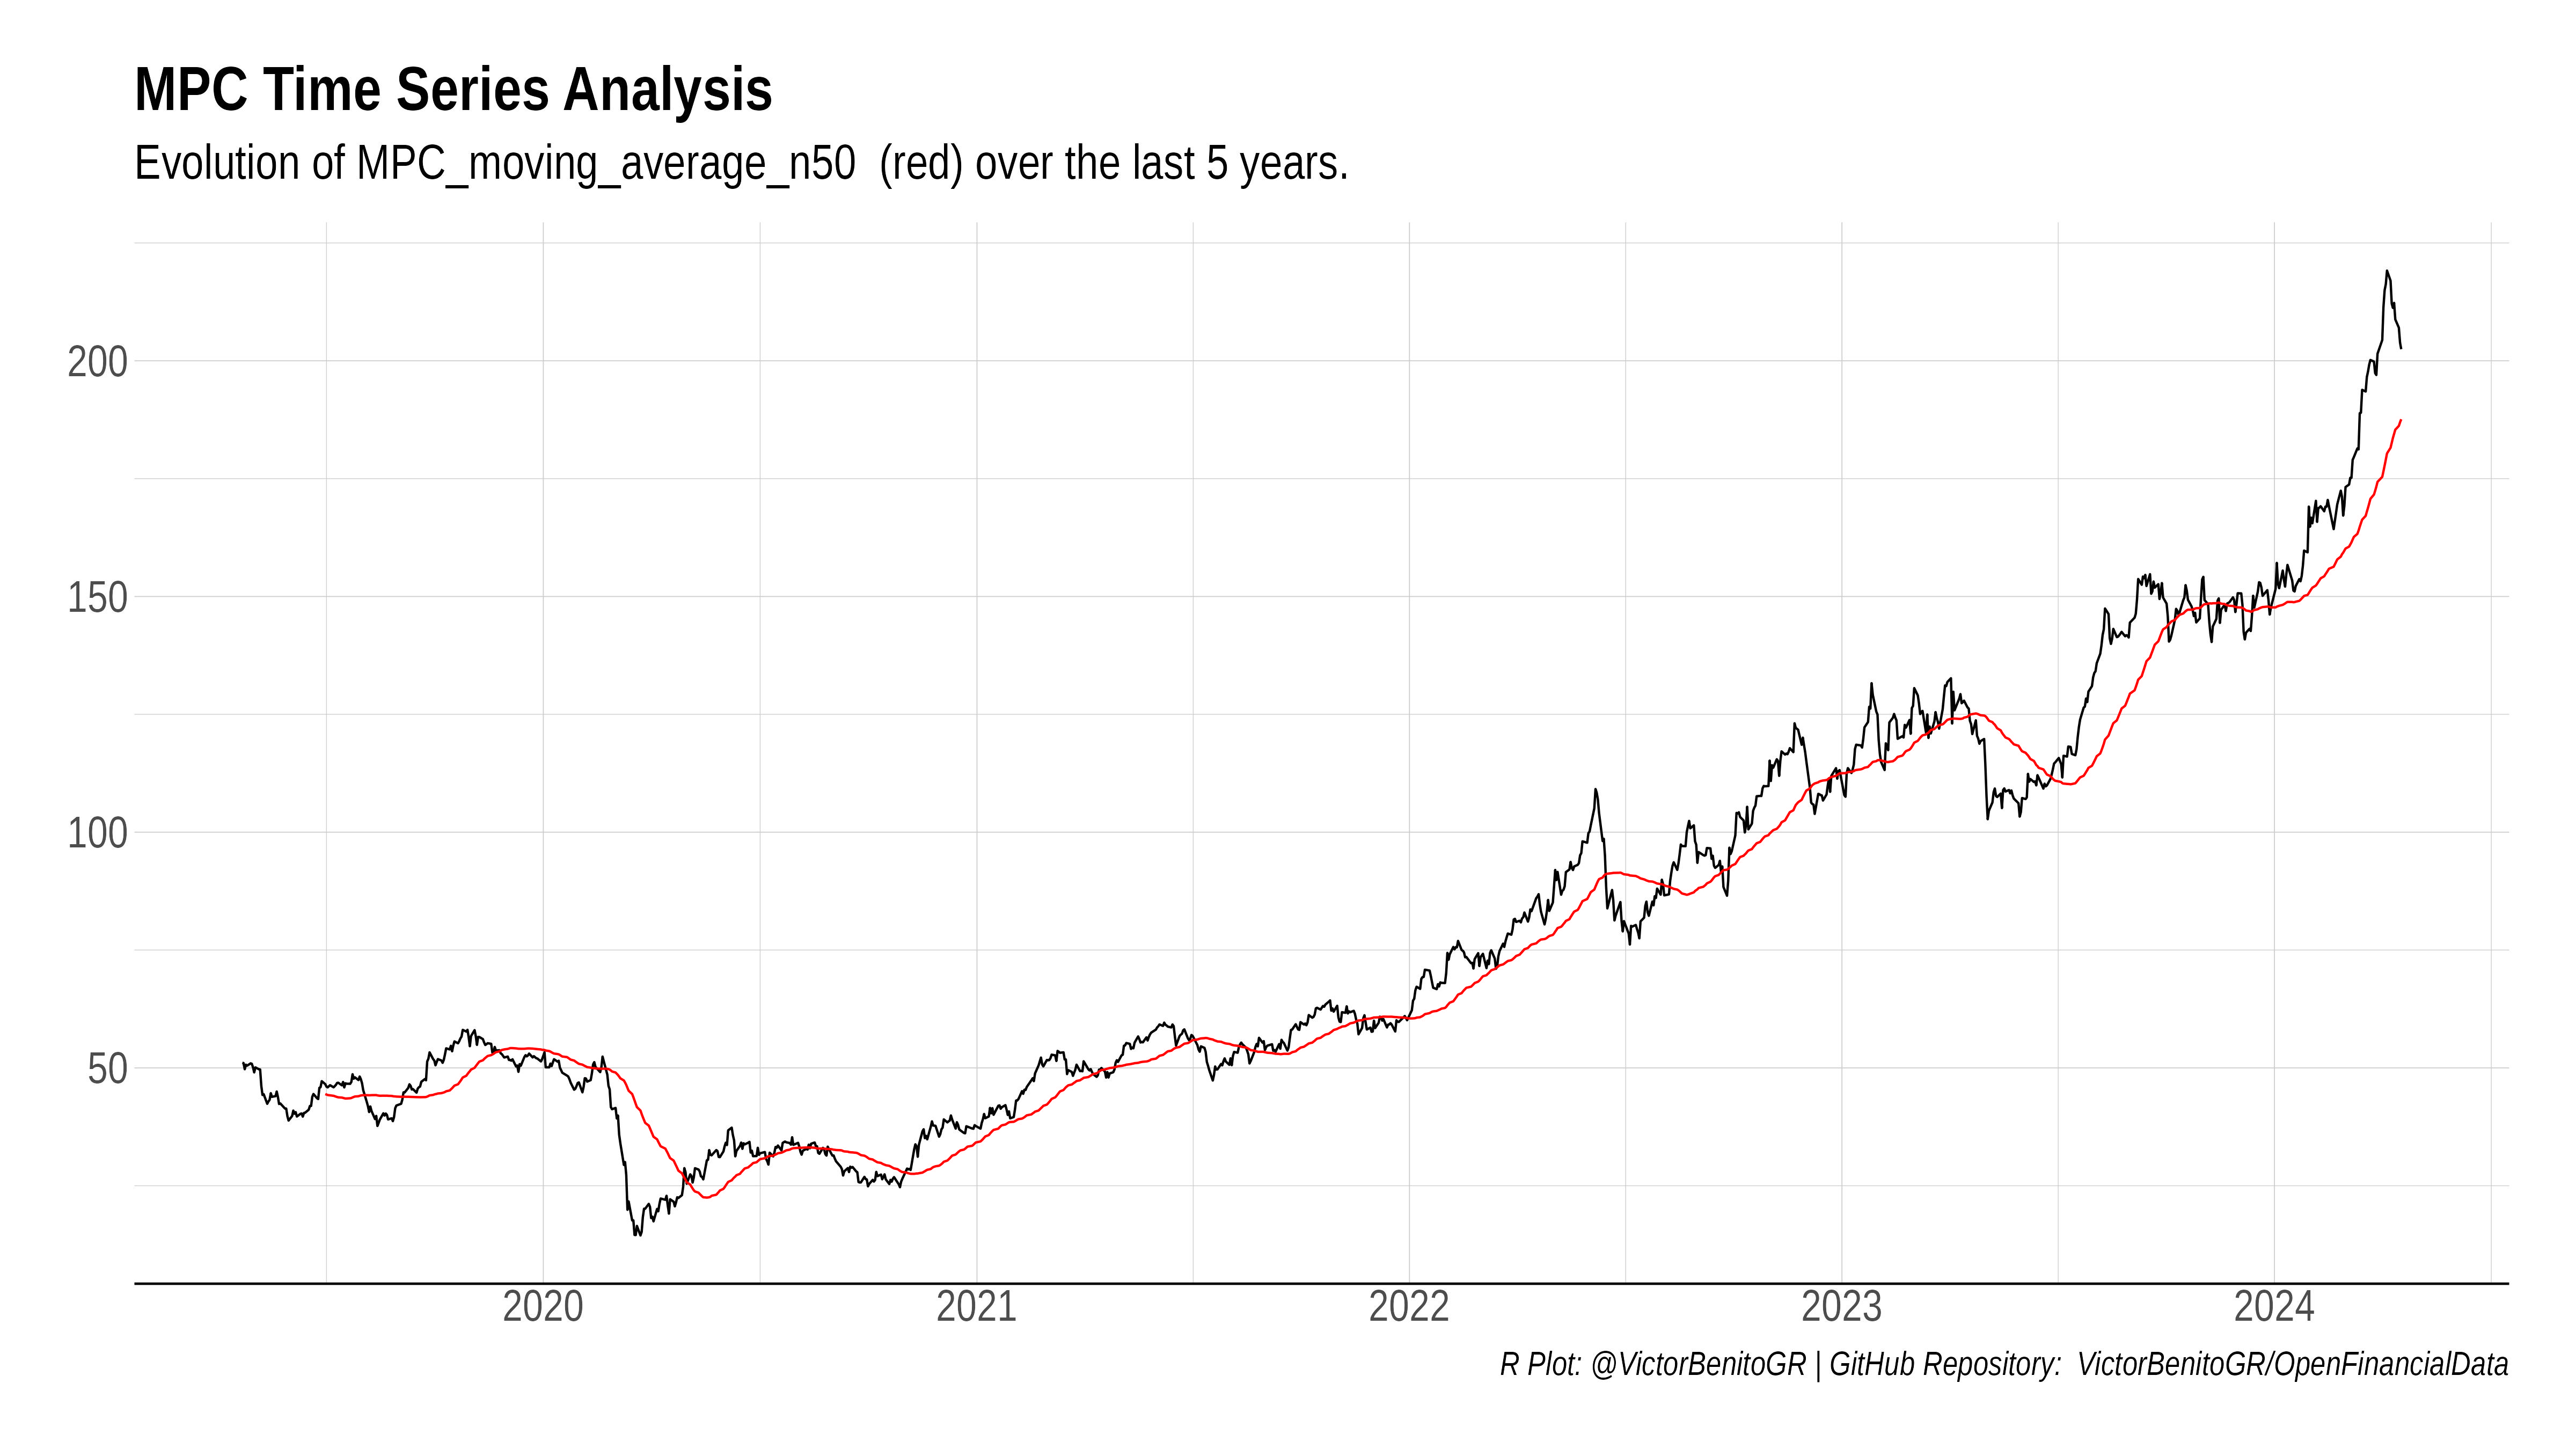 MPC Time Series Analysis
Evolution of MPC_moving_average_n50  (red) over the last 5 years.
200
150
100
50
2020 2021 2022 2023 2024
R Plot: @VictorBenitoGR | GitHub Repository:  VictorBenitoGR/OpenFinancialData